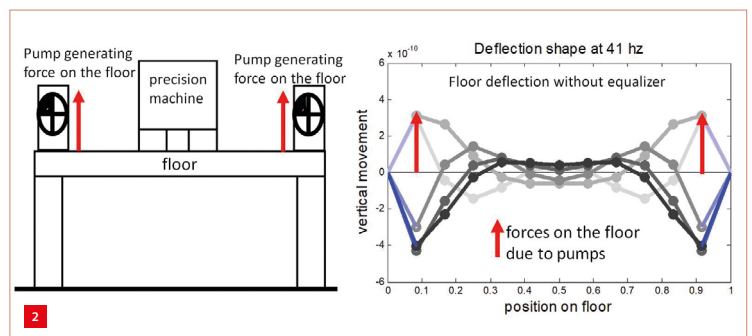 Pump generating
force on the floor
precision
machine
Pump generating
force on the floor
floor
2
x 10⁻¹⁰
Deflection shape at 41 hz
Floor deflection without equalizer
vertical movement
6
4
2
0
-2
-4
-6
forces on the floor
due to pumps
0 0.1 0.2 0.3 0.4 0.5 0.6 0.7 0.8 0.9 1
position on floor